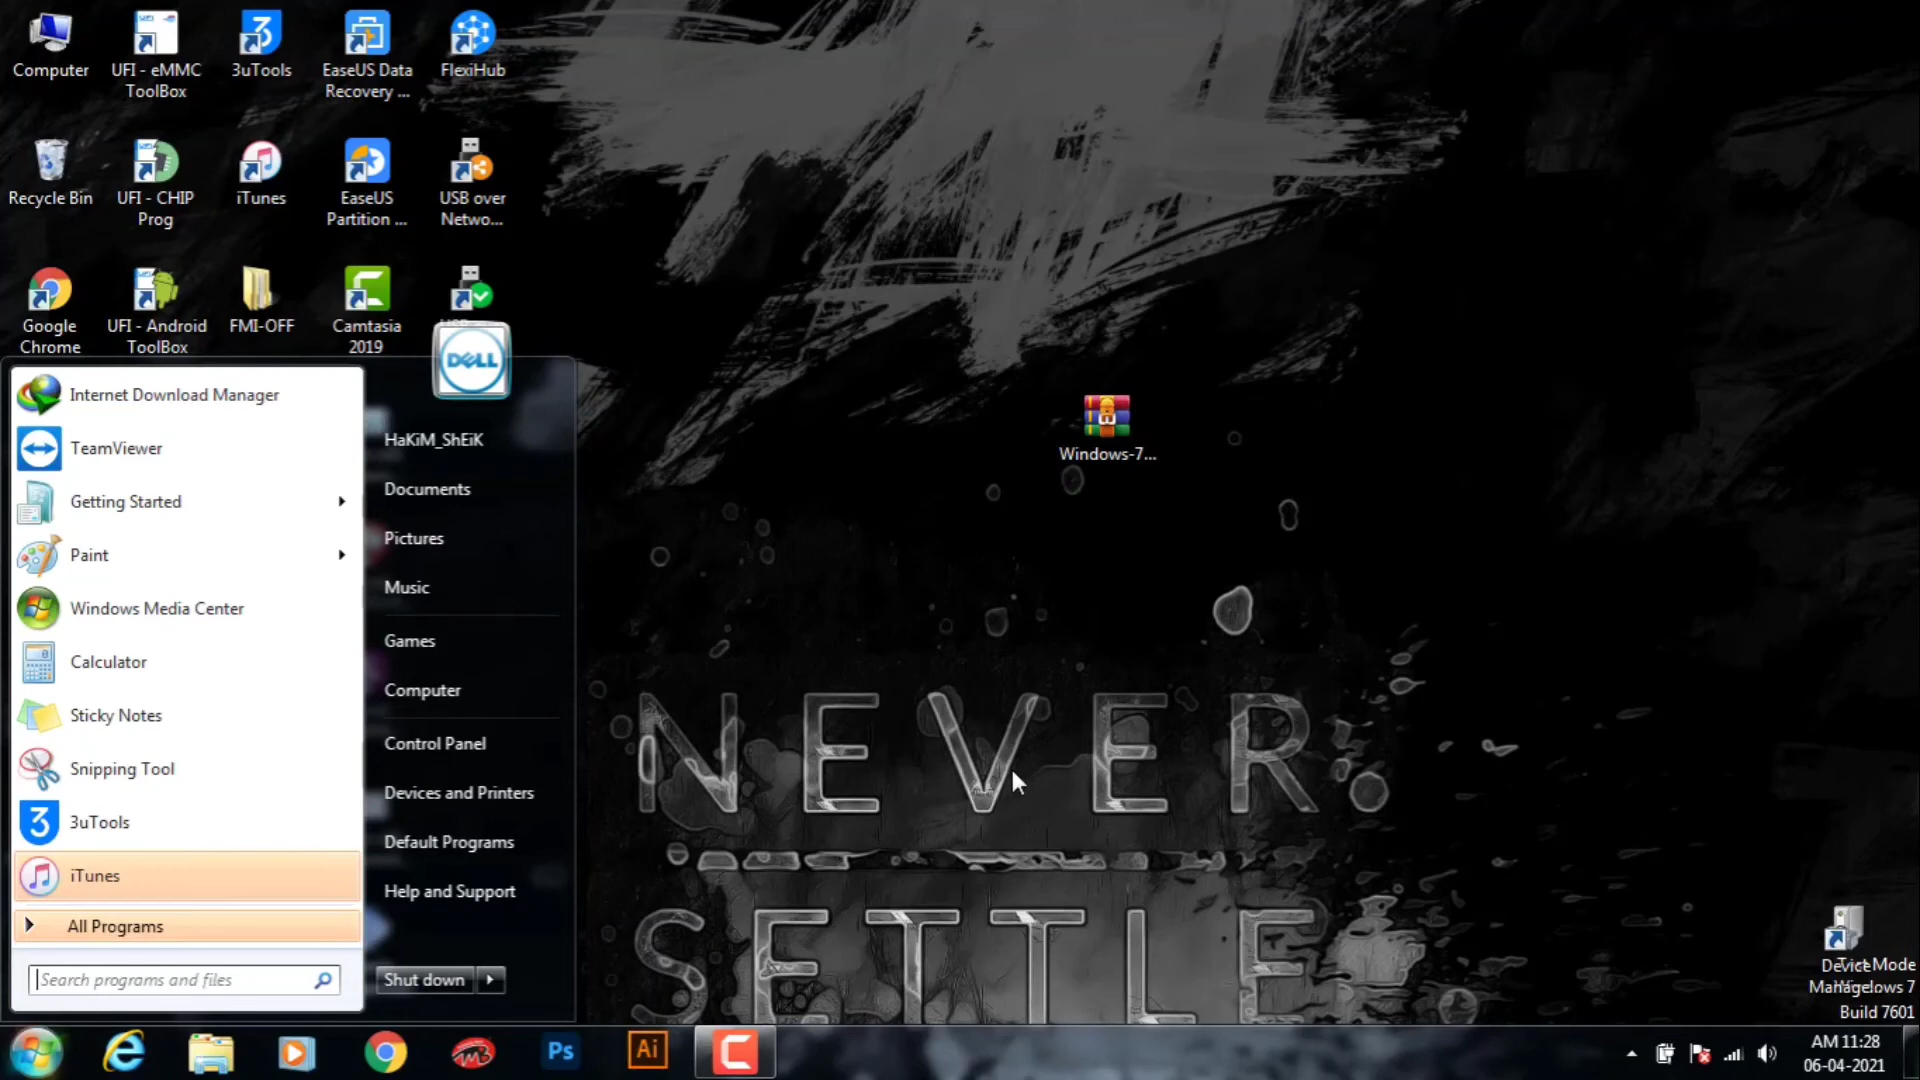 Computer
UFI - eMMC
ToolBox
3uTools
EaseUS Data
Recovery ...
FlexiHub
Recycle Bin
UFI - CHIP
Prog
iTunes
EaseUS
Partition ...
USB over
Netwo...
Google
Chrome
UFI - Android
ToolBox
FMI-OFF
Camtasia
2019
DELL
Internet Download Manager
TeamViewer
Getting Started
Paint
Windows Media Center
Calculator
Sticky Notes
Snipping Tool
3uTools
iTunes
All Programs
Search programs and files
HaKiM_ShEiK
Documents
Pictures
Music
Games
Computer
Control Panel
Devices and Printers
Default Programs
Help and Support
Shut down
Windows-7...
NEVER
SETTLE
Mode
7
Build 7601
Ps
Ai
AM 11:28
06-04-2021